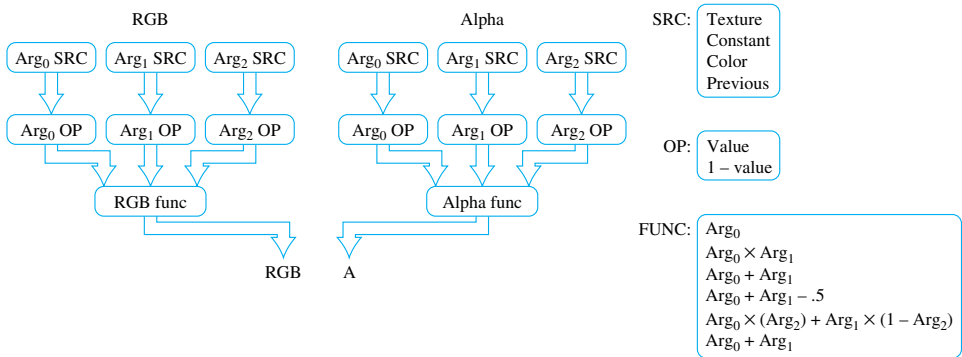 RGB
Alpha
Arg₀ SRC
Arg₁ SRC
Arg₂ SRC
Arg₀ SRC
Arg₁ SRC
Arg₂ SRC
Arg₀ OP
Arg₁ OP
Arg₂ OP
Arg₀ OP
Arg₁ OP
Arg₂ OP
RGB func
Alpha func
RGB
A
SRC: Texture
Constant
Color
Previous
OP: Value
1 – value
FUNC: Arg₀
Arg₀ × Arg₁
Arg₀ + Arg₁
Arg₀ + Arg₁ – .5
Arg₀ × (Arg₂) + Arg₁ × (1 – Arg₂)
Arg₀ + Arg₁